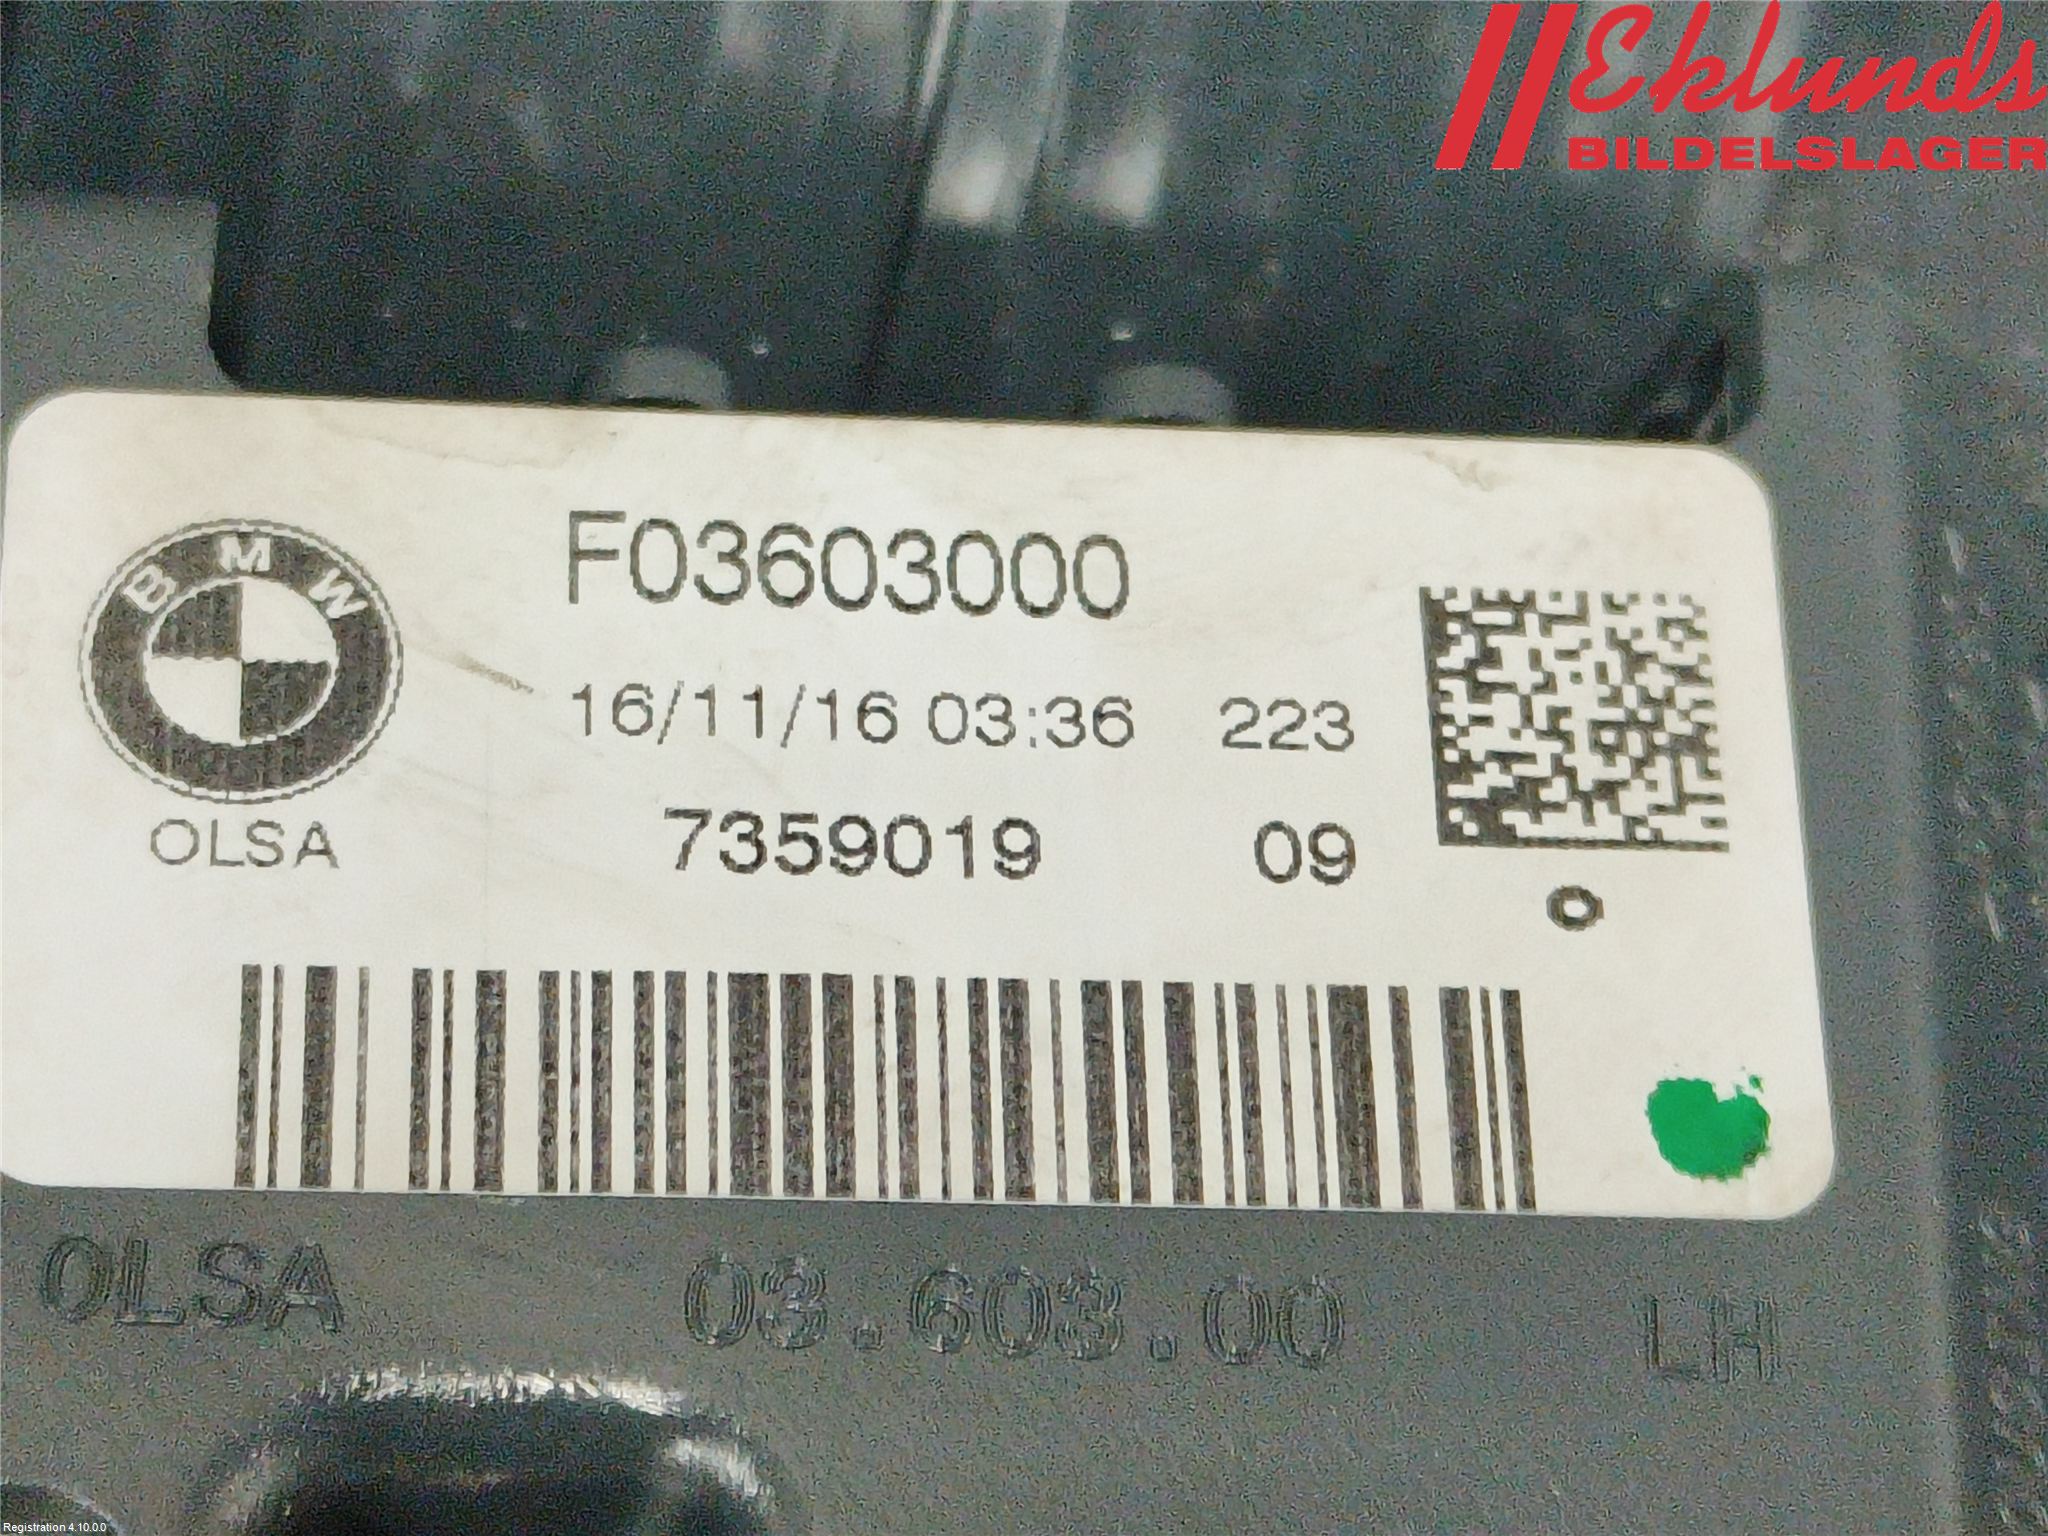 Eklunds
BILDELSLAGER
BMW
F03603000
16/11/16 03:36 223
7359019 09
OLSA
OLSA 03.603.00 LH
Registration 4.10.0.0